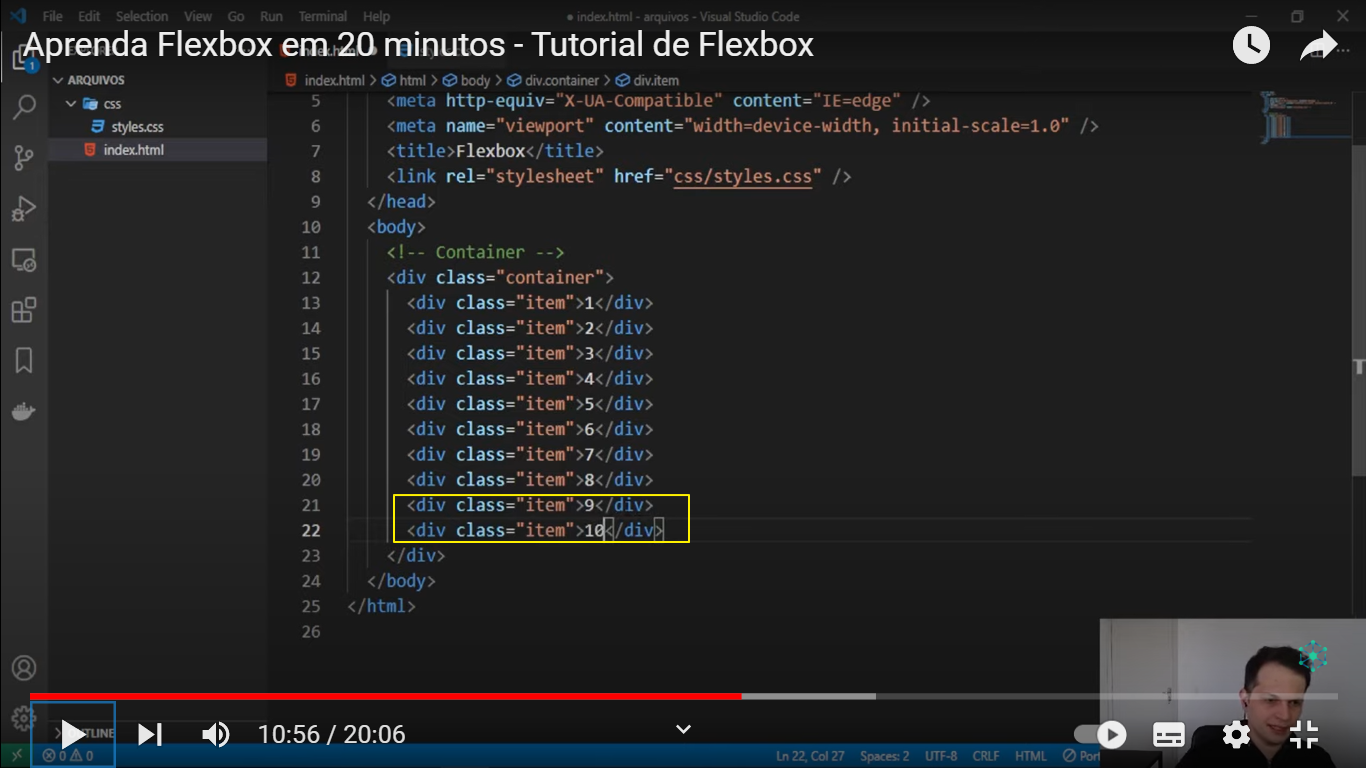 File Edit Selection View Go Run Terminal Help
● index.html - arquivos - Visual Studio Code
Aprenda Flexbox em 20 minutos - Tutorial de Flexbox
1
ARQUIVOS
css
styles.css
index.html
index.html > html > body > div.container > div.item
5 <meta http-equiv="X-UA-Compatible" content="IE=edge" />
6 <meta name="viewport" content="width=device-width, initial-scale=1.0" />
7 <title>Flexbox</title>
8 <link rel="stylesheet" href="css/styles.css" />
9 </head>
10 <body>
11 <!-- Container -->
12 <div class="container">
13 <div class="item">1</div>
14 <div class="item">2</div>
15 <div class="item">3</div>
16 <div class="item">4</div>
17 <div class="item">5</div>
18 <div class="item">6</div>
19 <div class="item">7</div>
20 <div class="item">8</div>
21 <div class="item">9</div>
22 <div class="item">10</div>
23 </div>
24 </body>
25 </html>
26
OUTLINE
10:56 / 20:06
0 0
Ln 22, Col 27 Spaces: 2 UTF-8 CRLF HTML